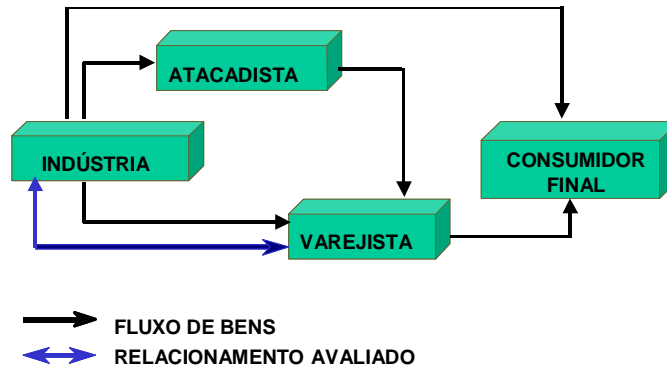 ATACADISTA
INDÚSTRIA
CONSUMIDOR
FINAL
VAREJISTA
FLUXO DE BENS
RELACIONAMENTO AVALIADO